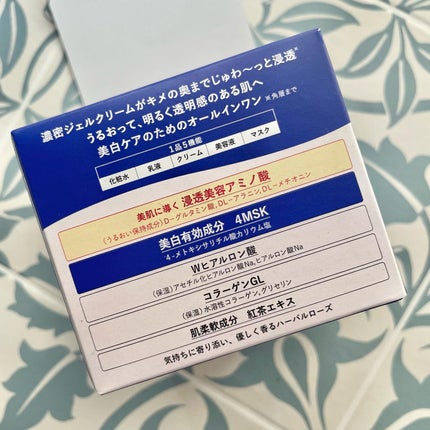 濃密ジェルクリームがキメの奥までじゅわ〜っと浸透※
うるおって、明るく透明感のある肌へ
美白ケアのためのオールインワン ※角層まで
1品5機能
化粧水 乳液 クリーム 美容液 マスク
美肌に導く 浸透美容アミノ酸
(うるおい保持成分)D-グルタミン酸、DL-アラニン、DL-メチオニン
美白有効成分 4MSK
4-メトキシサリチル酸カリウム塩
Wヒアルロン酸
(保湿)アセチル化ヒアルロン酸Na、ヒアルロン酸Na
コラーゲンGL
(保湿)水溶性コラーゲン、グリセリン
肌柔軟成分 紅茶エキス
気持ちに寄り添い、優しく香るハーバルローズ